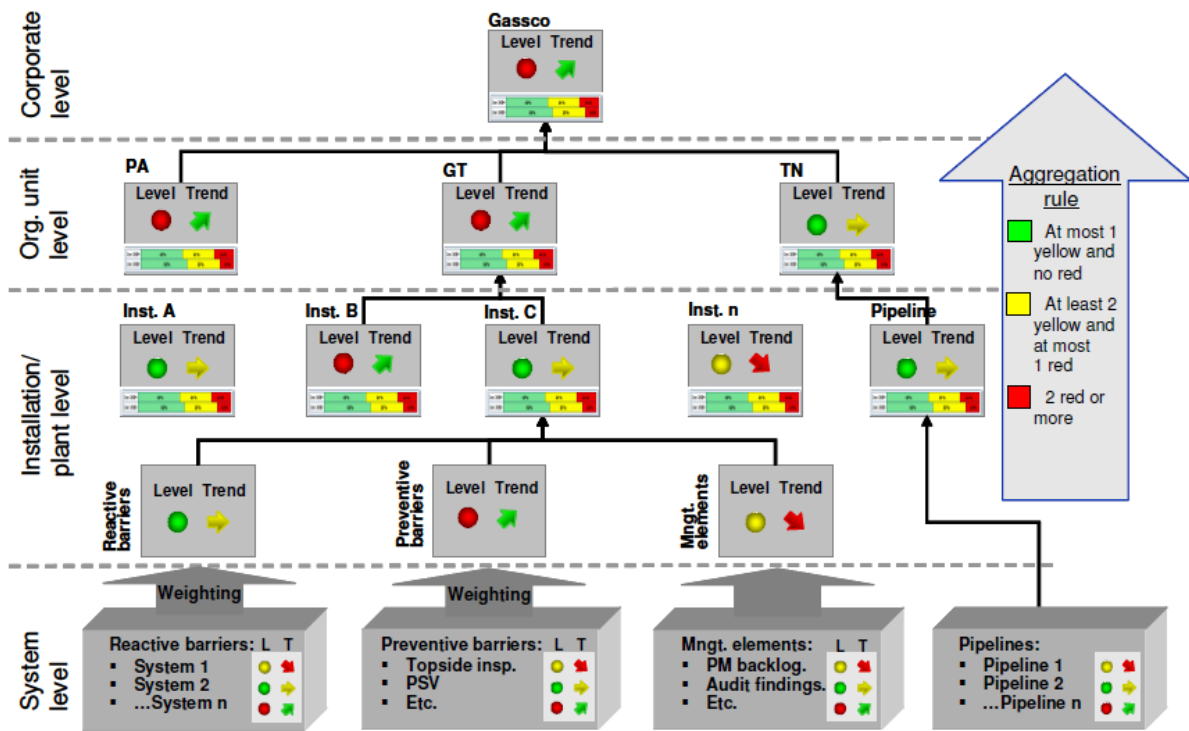 Gassco
Level Trend
Corporate
level
PA
Level Trend
GT
Level Trend
TN
Level Trend
Org. unit
level
Aggregation
rule
At most 1
yellow and
no red
At least 2
yellow and
at most
1 red
2 red or
more
Inst. A
Level Trend
Inst. B
Level Trend
Inst. C
Level Trend
Inst. n
Level Trend
Pipeline
Level Trend
Installation/
plant level
Reactive
barriers
Level Trend
Preventive
barriers
Level Trend
Mngt.
elements
Level Trend
Weighting
Weighting
System
level
Reactive barriers: L T
▪ System 1
▪ System 2
▪ ...System n
Preventive barriers: L T
▪ Topside insp.
▪ PSV
▪ Etc.
Mngt. elements: L T
▪ PM backlog.
▪ Audit findings.
▪ Etc.
Pipelines:
▪ Pipeline 1
▪ Pipeline 2
▪ ...Pipeline n